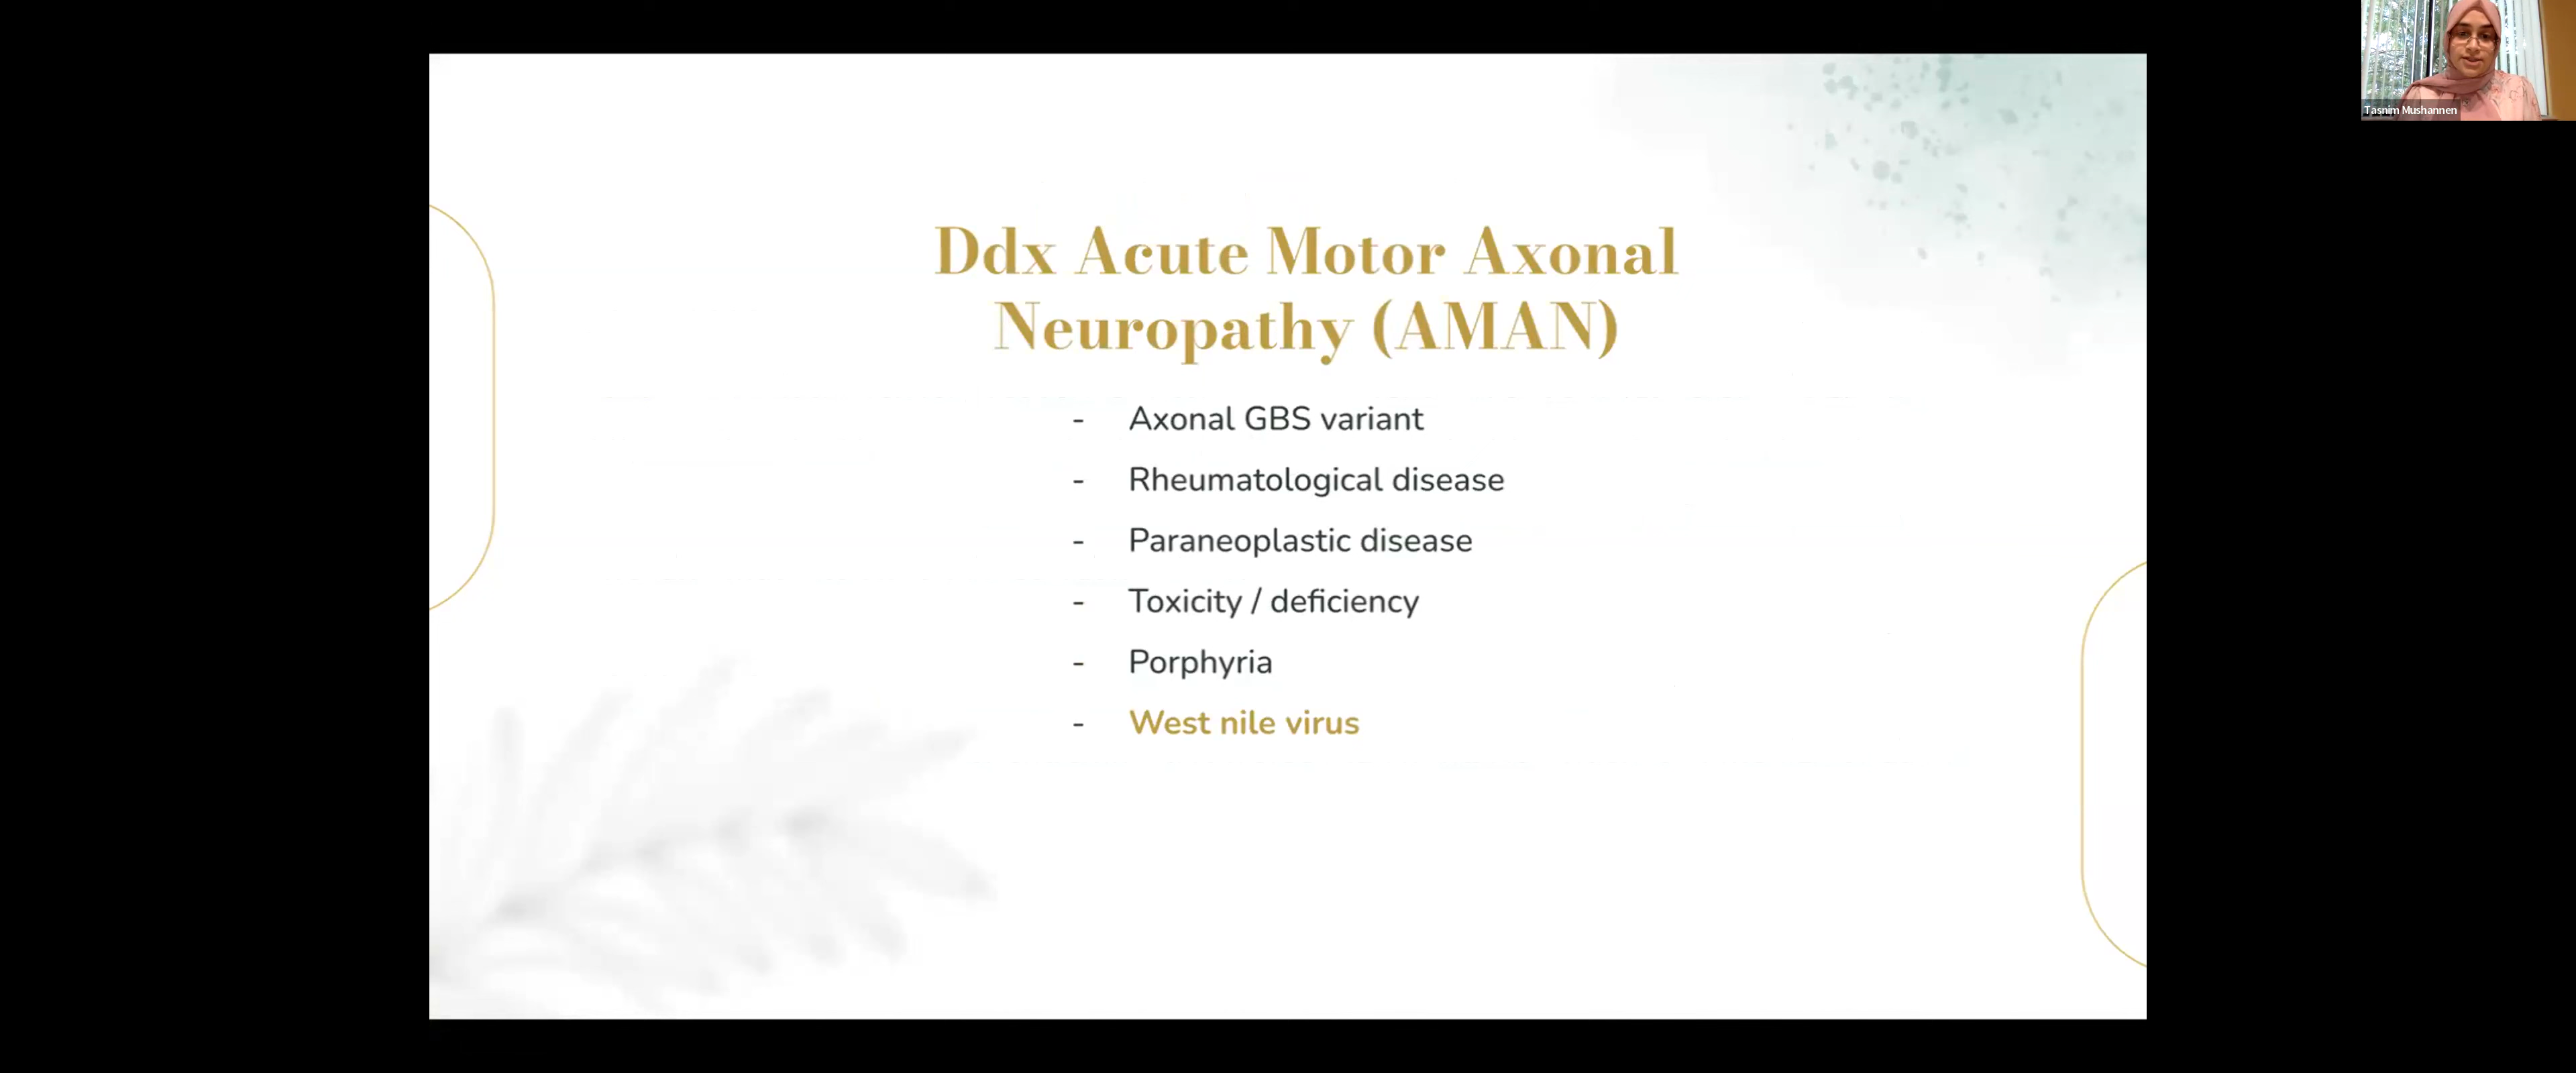 Ddx Acute Motor Axonal
Neuropathy (AMAN)
- Axonal GBS variant
- Rheumatological disease
- Paraneoplastic disease
- Toxicity / deficiency
- Porphyria
- West nile virus
Tasnim Mushannen